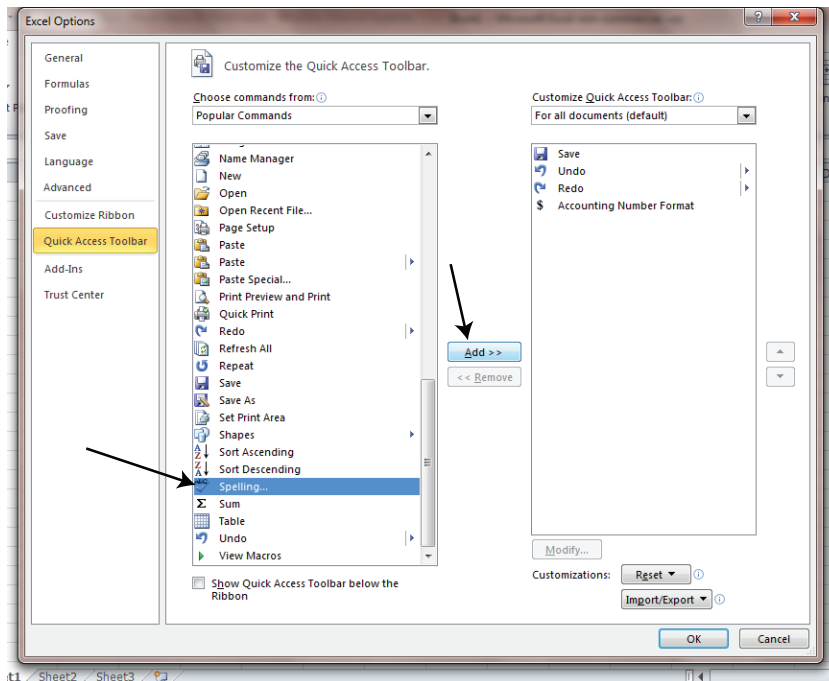 Excel Options
General
Formulas
Proofing
Save
Language
Advanced
Customize Ribbon
Quick Access Toolbar
Add-Ins
Trust Center
Customize the Quick Access Toolbar.
Choose commands from:
Popular Commands
Name Manager
New
Open
Open Recent File...
Page Setup
Paste
Paste
Paste Special...
Print Preview and Print
Quick Print
Redo
Refresh All
Repeat
Save
Save As
Set Print Area
Shapes
Sort Ascending
Sort Descending
Spelling...
Sum
Table
Undo
View Macros
Show Quick Access Toolbar below the
Ribbon
Add >>
<< Remove
Customize Quick Access Toolbar:
For all documents (default)
Save
Undo
Redo
$ Accounting Number Format
Modify...
Customizations: Reset
Import/Export
OK Cancel
Sheet2 Sheet3